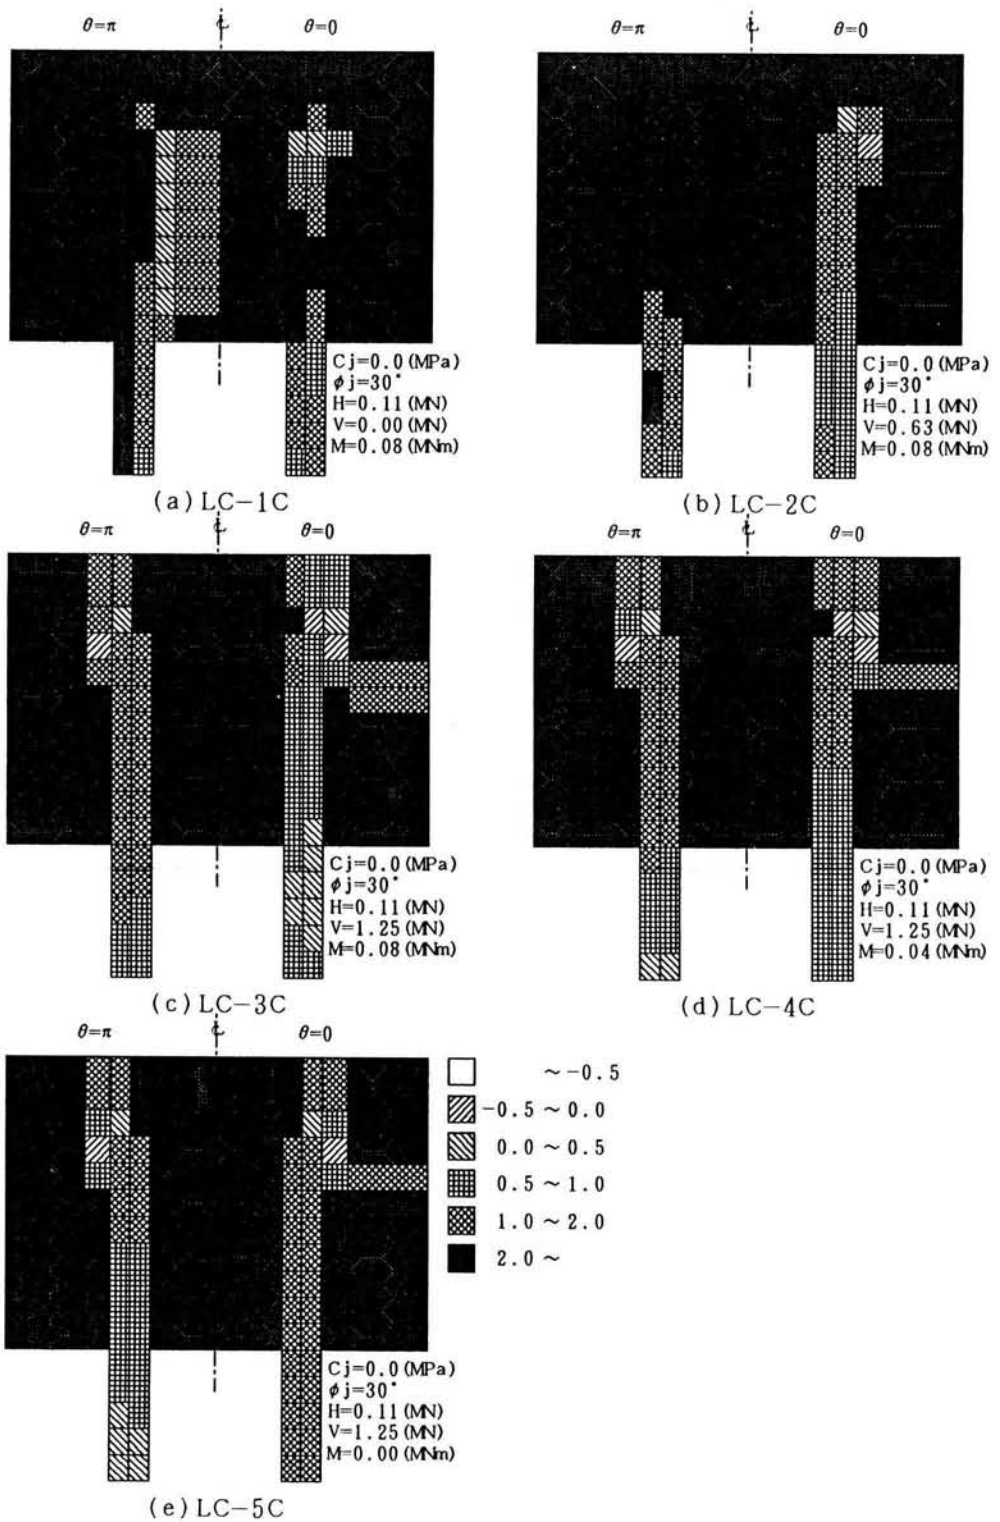 θ=π ℄ θ=0
θ=π ℄ θ=0
Cj=0.0(MPa)
φj=30°
H=0.11(MN)
V=0.00(MN)
M=0.08(MNm)
(a) LC-1C
Cj=0.0(MPa)
φj=30°
H=0.11(MN)
V=0.63(MN)
M=0.08(MNm)
(b) LC-2C
θ=π ℄ θ=0
θ=π ℄ θ=0
Cj=0.0(MPa)
φj=30°
H=0.11(MN)
V=1.25(MN)
M=0.08(MNm)
(c) LC-3C
Cj=0.0(MPa)
φj=30°
H=0.11(MN)
V=1.25(MN)
M=0.04(MNm)
(d) LC-4C
θ=π ℄ θ=0
Cj=0.0(MPa)
φj=30°
H=0.11(MN)
V=1.25(MN)
M=0.00(MNm)
(e) LC-5C
~-0.5
-0.5~0.0
0.0~0.5
0.5~1.0
1.0~2.0
2.0~